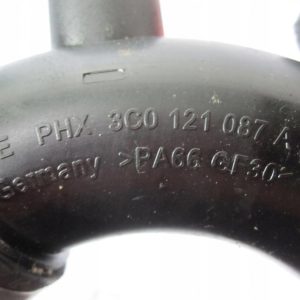 E PHX 3C0 121 087 A
Germany >PA66 GF30<